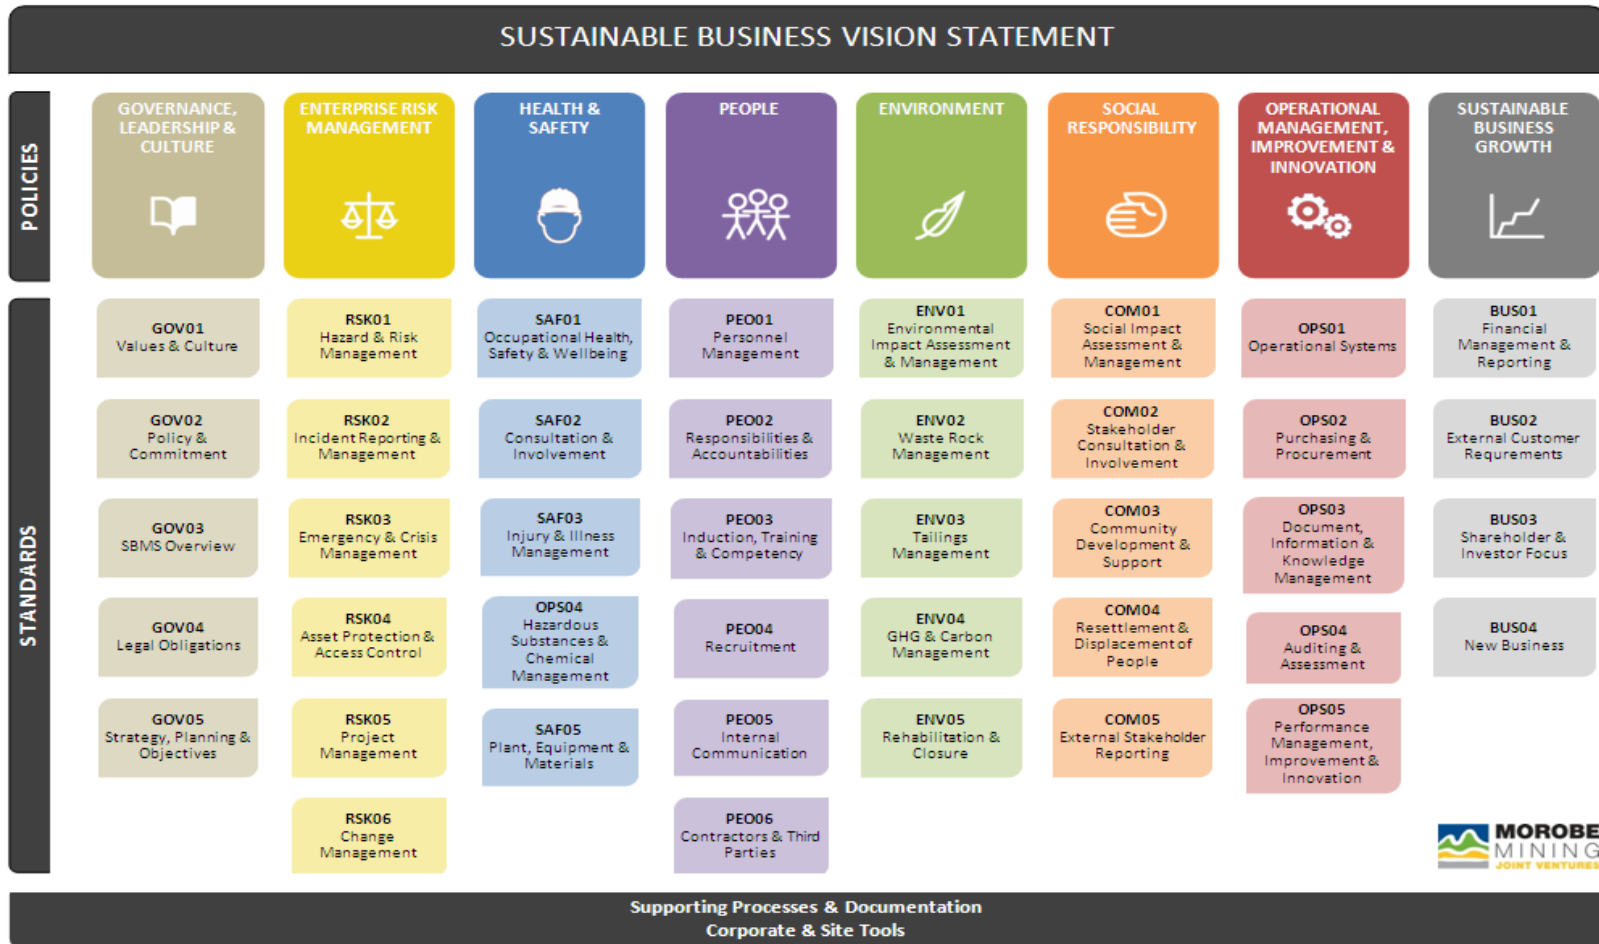 SUSTAINABLE BUSINESS VISION STATEMENT
POLICIES
GOVERNANCE,
LEADERSHIP &
CULTURE
ENTERPRISE RISK
MANAGEMENT
HEALTH &
SAFETY
PEOPLE
ENVIRONMENT
SOCIAL
RESPONSIBILITY
OPERATIONAL
MANAGEMENT,
IMPROVEMENT &
INNOVATION
SUSTAINABLE
BUSINESS
GROWTH
STANDARDS
GOV01
Values & Culture
RSK01
Hazard & Risk
Management
SAF01
Occupational Health,
Safety & Wellbeing
PEO01
Personnel
Management
ENV01
Environmental
Impact Assessment
& Management
COM01
Social Impact
Assessment &
Management
OPS01
Operational Systems
BUS01
Financial
Management &
Reporting
GOV02
Policy &
Commitment
RSK02
Incident Reporting &
Management
SAF02
Consultation &
Involvement
PEO02
Responsibilities &
Accountabilities
ENV02
Waste Rock
Management
COM02
Stakeholder
Consultation &
Involvement
OPS02
Purchasing &
Procurement
BUS02
External Customer
Requrements
GOV03
SBMS Overview
RSK03
Emergency & Crisis
Management
SAF03
Injury & Illness
Management
PEO03
Induction, Training
& Competency
ENV03
Tailings
Management
COM03
Community
Development &
Support
OPS03
Document,
Information &
Knowledge
Management
BUS03
Shareholder &
Investor Focus
GOV04
Legal Obligations
RSK04
Asset Protection &
Access Control
OPS04
Hazardous
Substances &
Chemical
Management
PEO04
Recruitment
ENV04
GHG & Carbon
Management
COM04
Resettlement &
Displacement of
People
OPS04
Auditing &
Assessment
BUS04
New Business
GOV05
Strategy, Planning &
Objectives
RSK05
Project
Management
SAF05
Plant, Equipment &
Materials
PEO05
Internal
Communication
ENV05
Rehabilitation &
Closure
COM05
External Stakeholder
Reporting
OPS05
Performance
Management,
Improvement &
Innovation
RSK06
Change
Management
PEO06
Contractors & Third
Parties
MOROBE
MINING
JOINT VENTURES
Supporting Processes & Documentation
Corporate & Site Tools